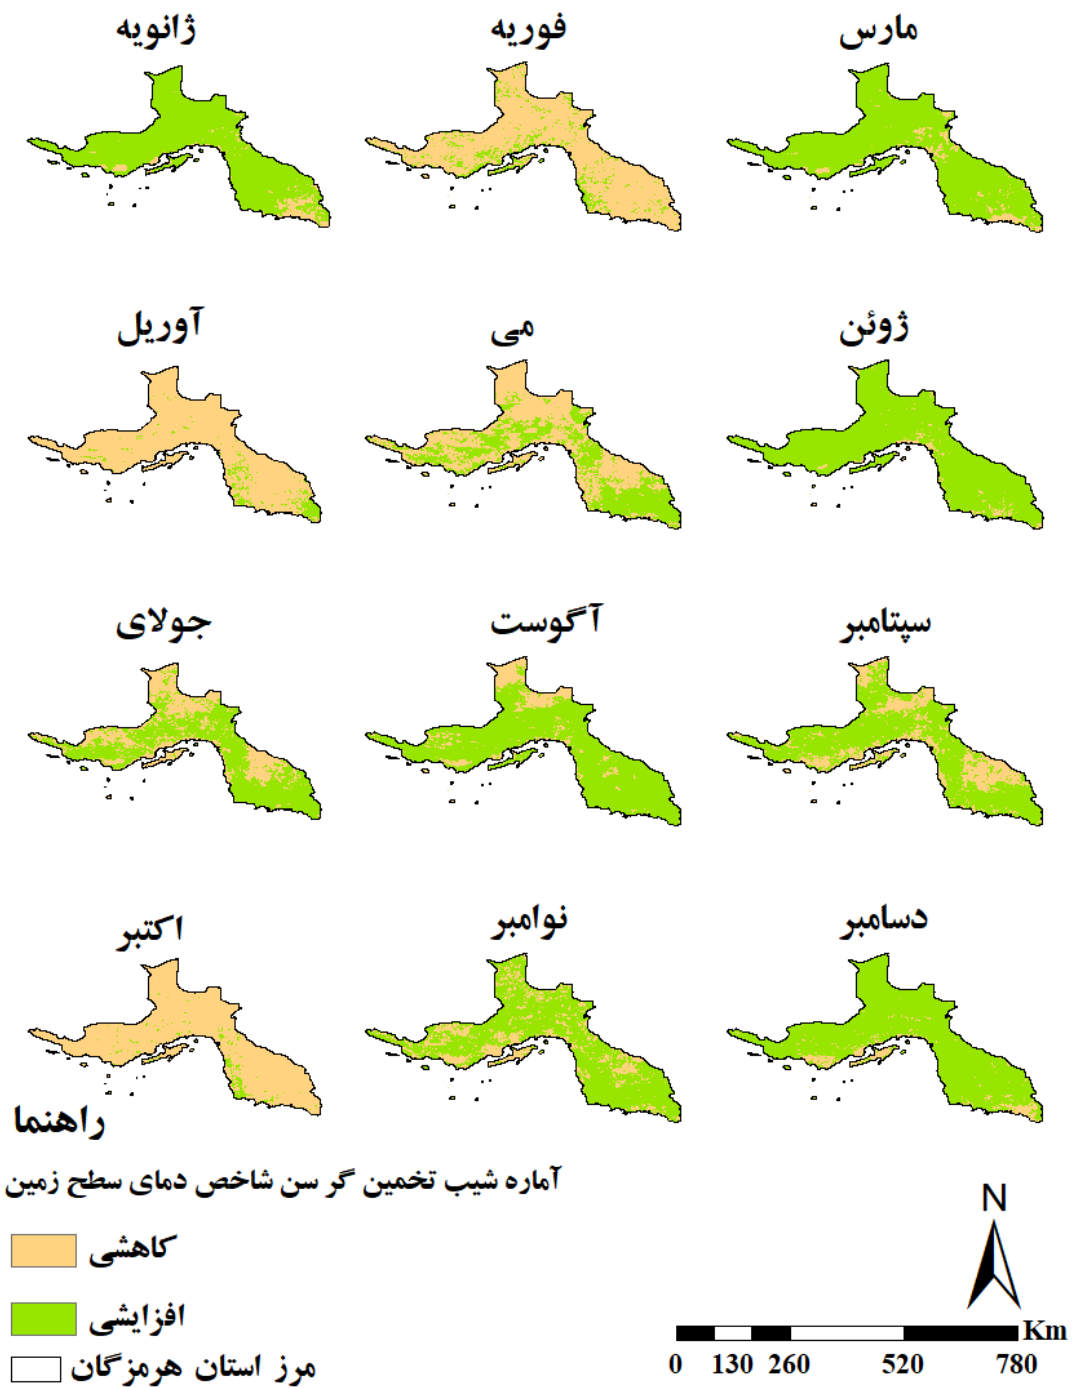 ژانویه
فوریه
مارس
آوریل
می
ژوئن
جولای
آگوست
سپتامبر
اکتبر
نوامبر
دسامبر
راهنما
آماره شیب تخمین گر سن شاخص دمای سطح زمین
کاهشی
افزایشی
مرز استان هرمزگان
N
Km
0 130 260 520 780